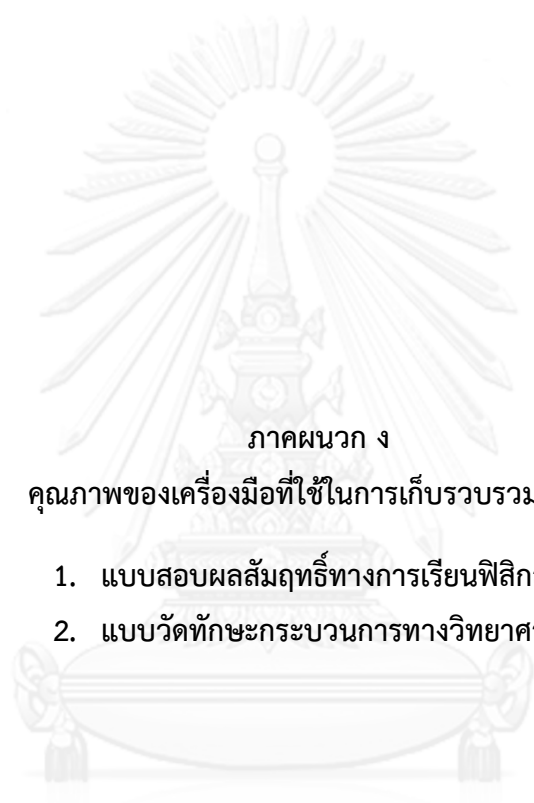 ภาคผนวก ง
คุณภาพของเครื่องมือที่ใช้ในการเก็บรวบรวม
1. แบบสอบผลสัมฤทธิ์ทางการเรียนฟิสิก
2. แบบวัดทักษะกระบวนการทางวิทยาศา